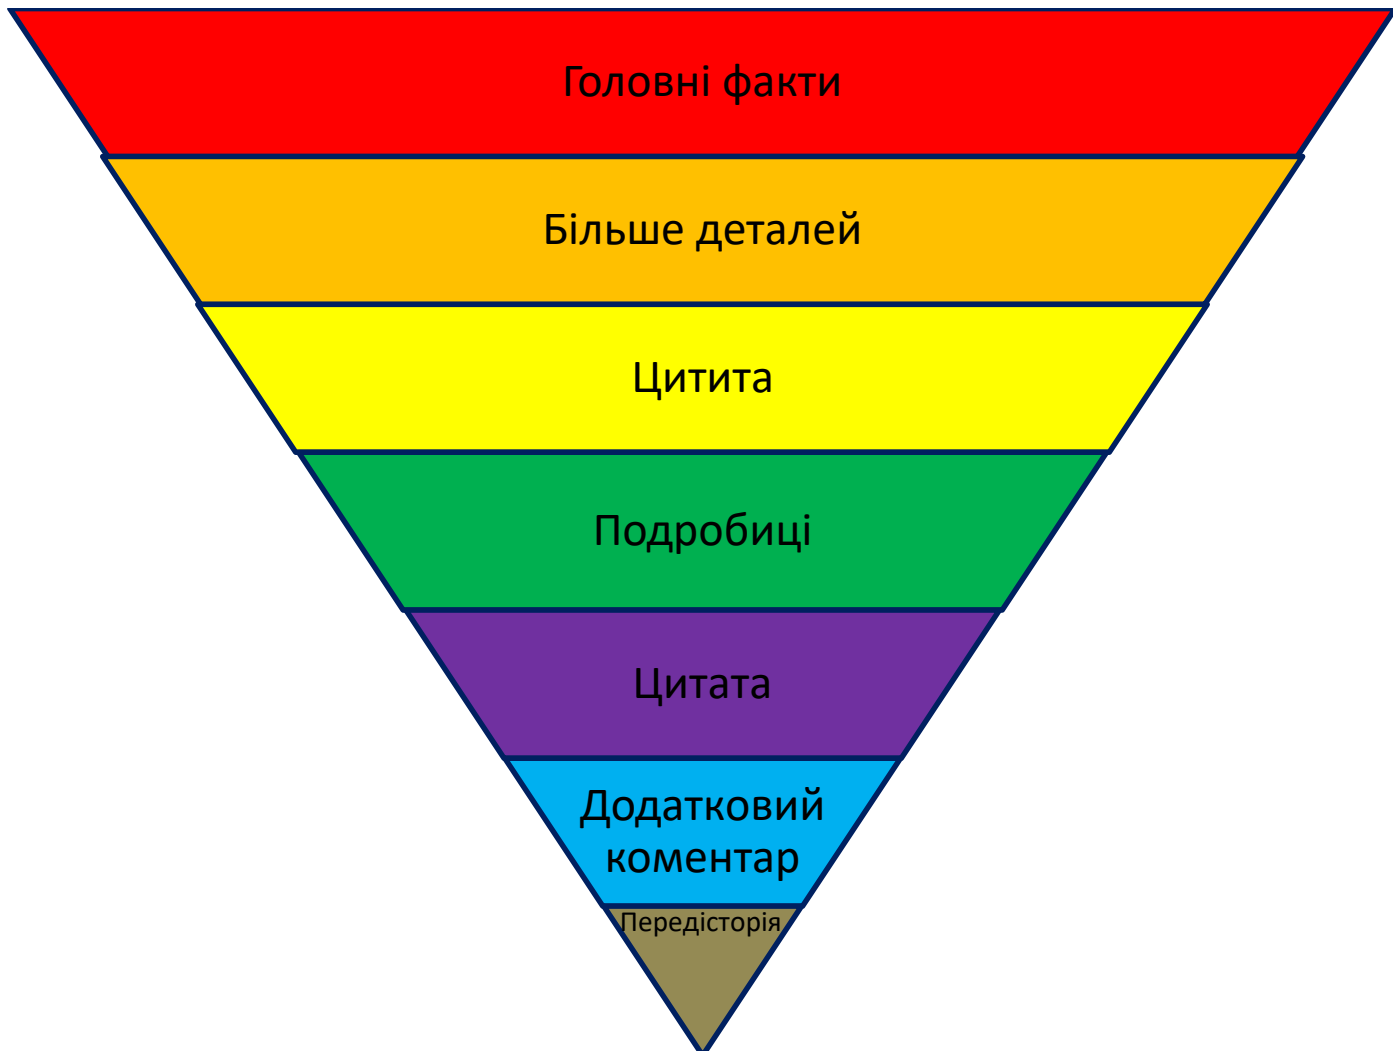 Головні факти
Більше деталей
Цитита
Подробиці
Цитата
Додатковий
коментар
Передісторія